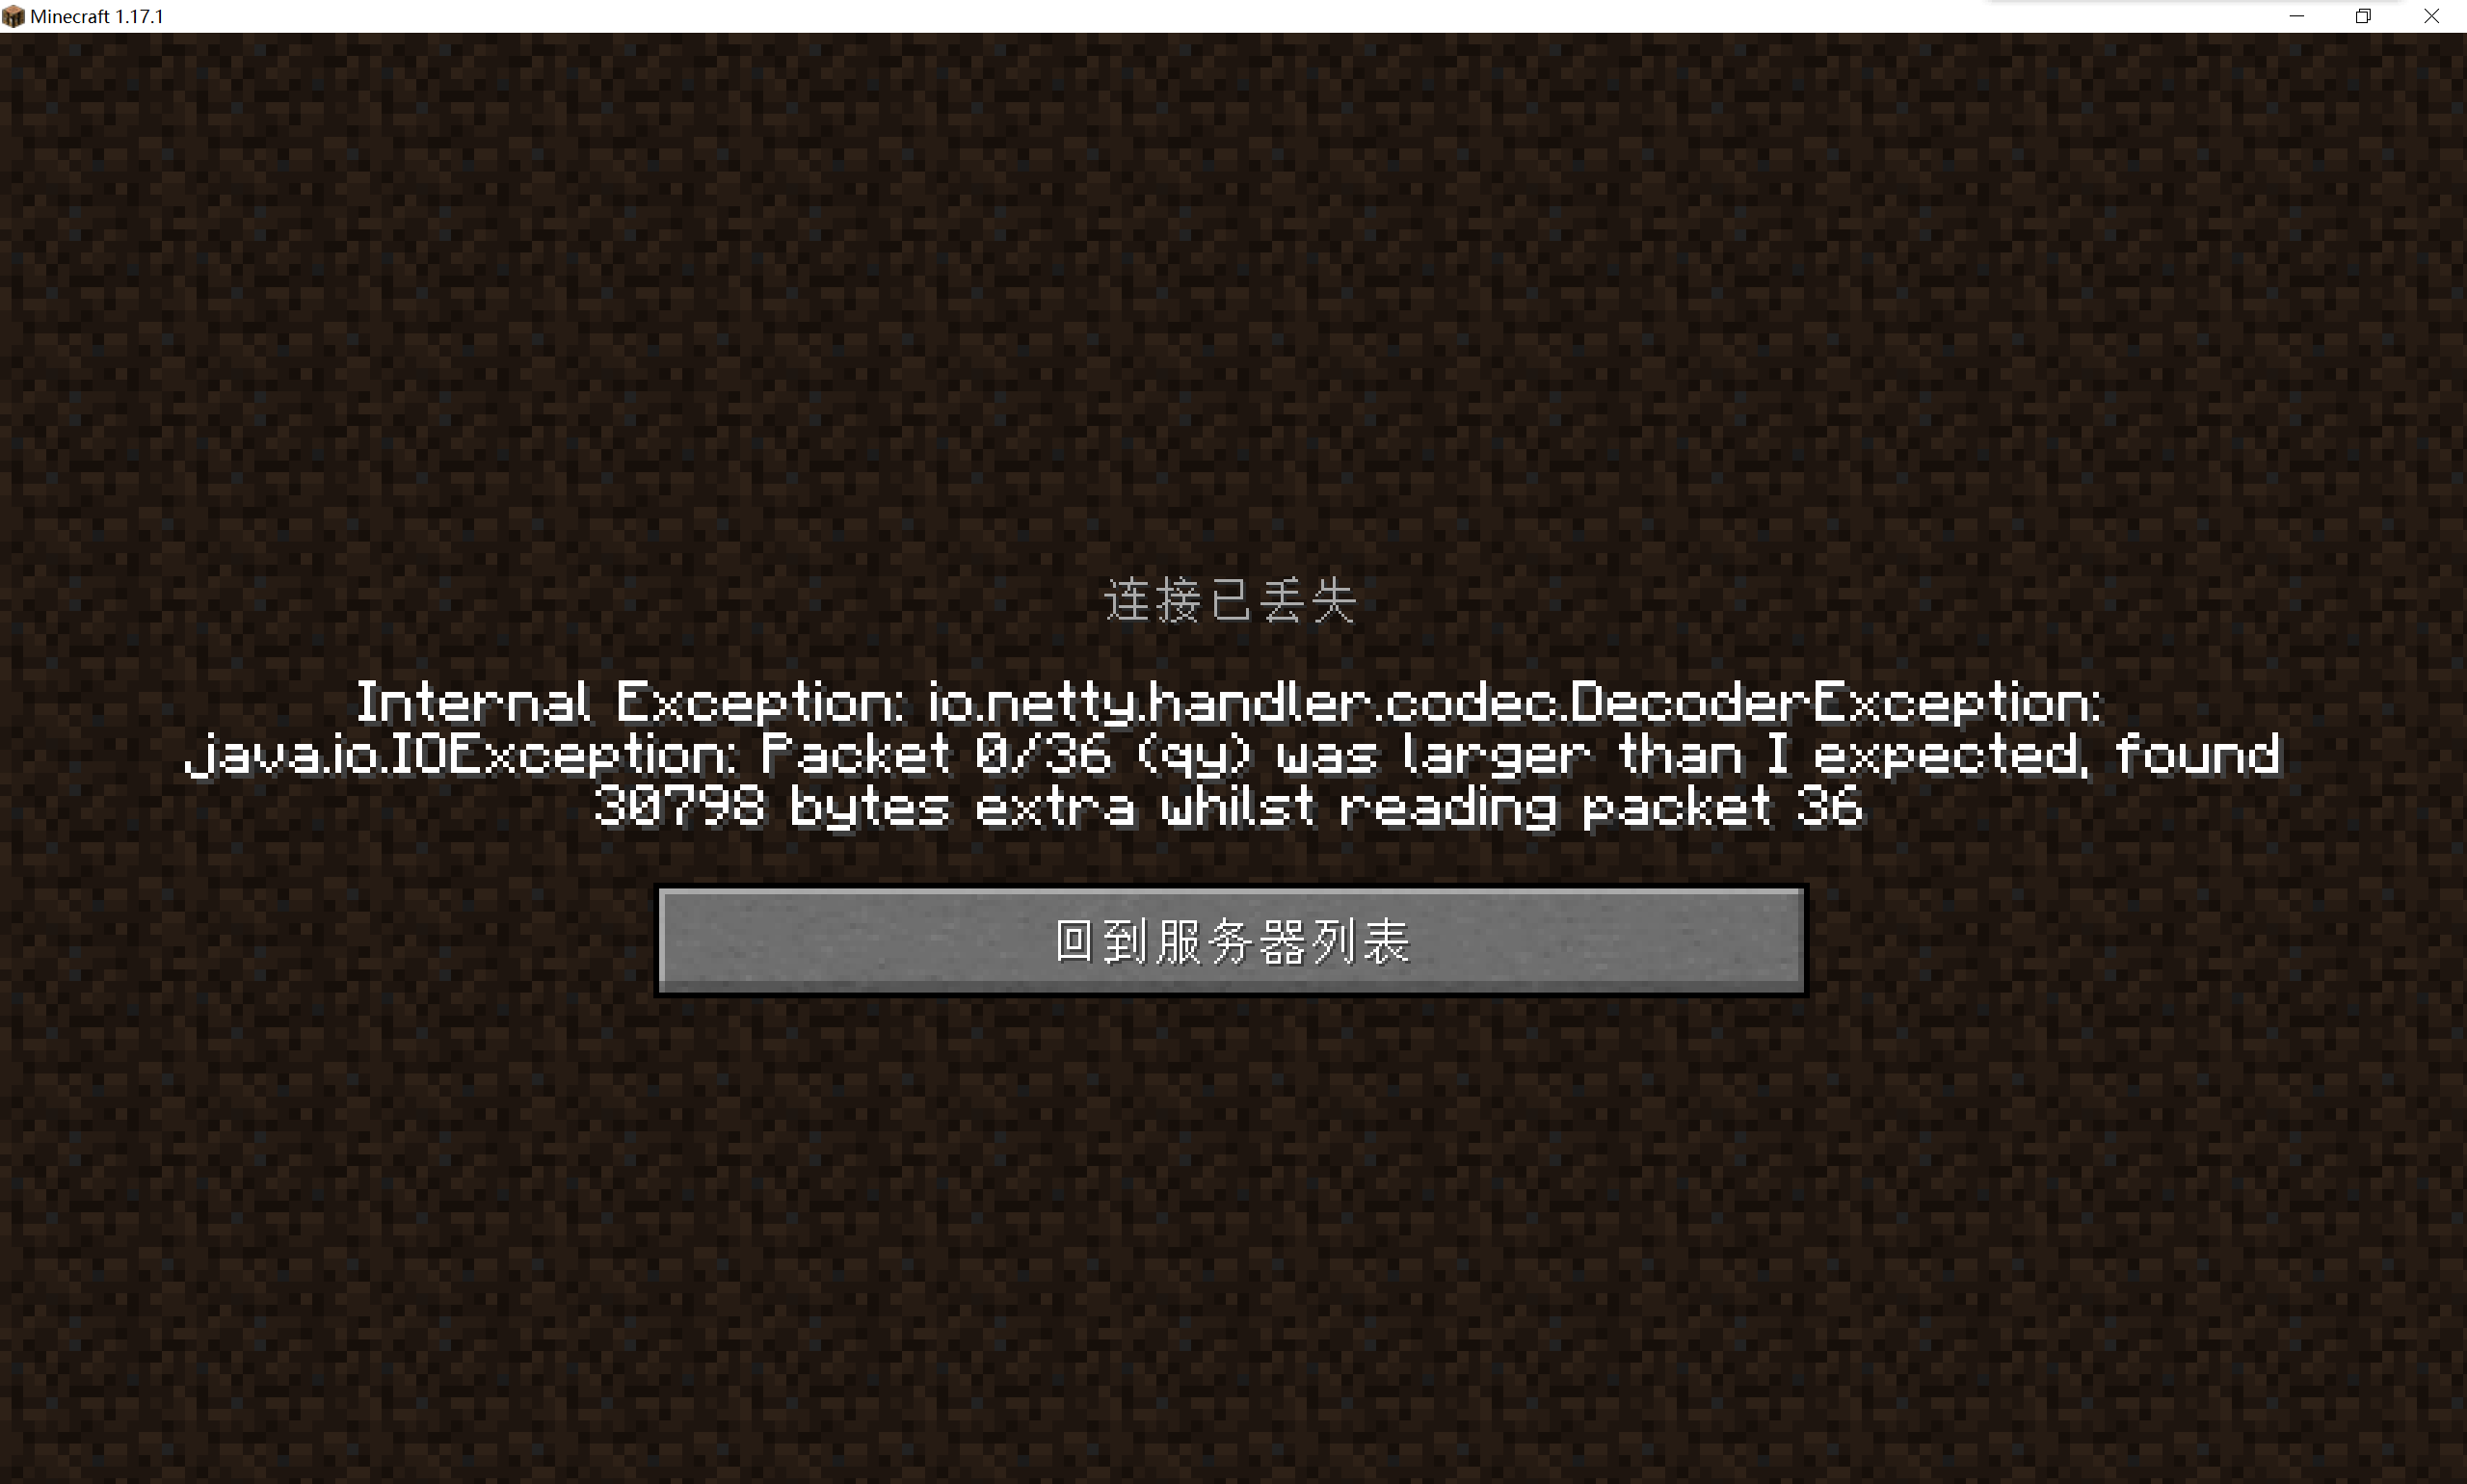 Minecraft 1.17.1
连接已丢失
Internal Exception: io.netty.handler.codec.DecoderException:
java.io.IOException: Packet 0/36 (qy) was larger than I expected, found
30798 bytes extra whilst reading packet 36
回到服务器列表